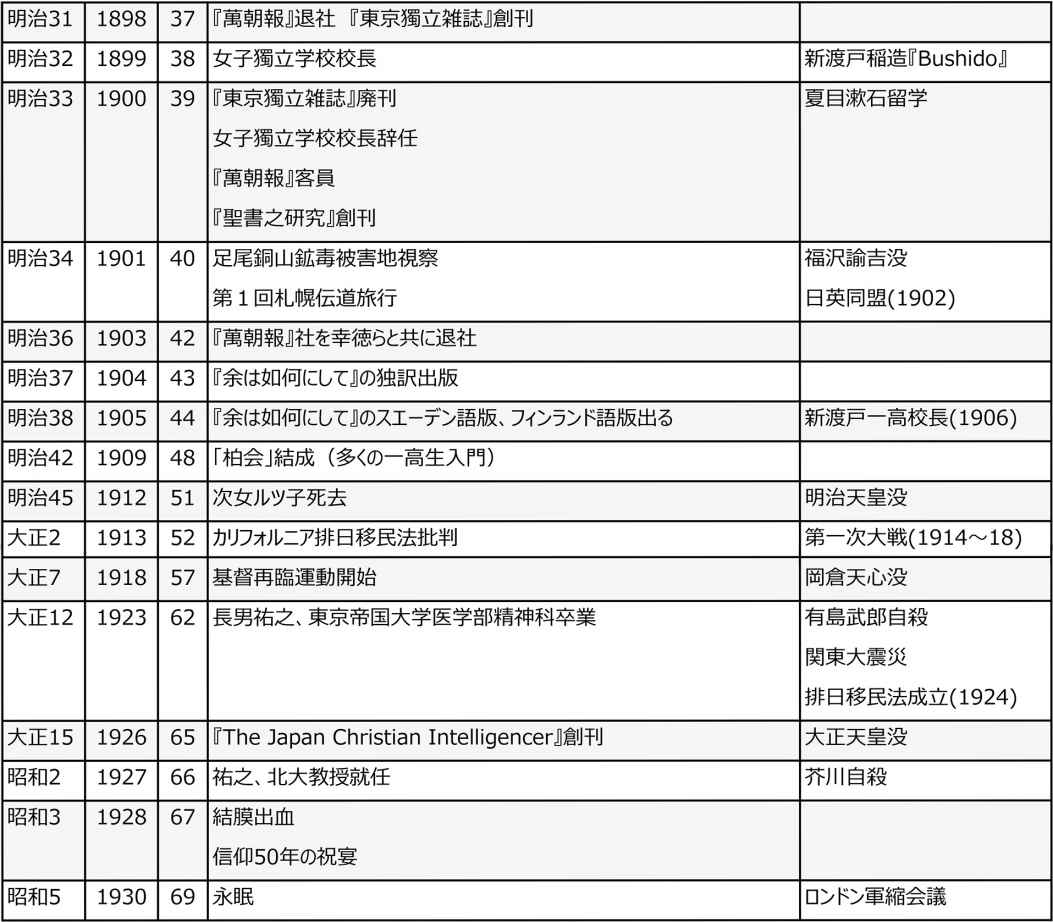 明治31 1898 37 『萬朝報』退社 『東京獨立雑誌』創刊
明治32 1899 38 女子獨立学校校長 新渡戸稲造『Bushido』
明治33 1900 39 『東京獨立雑誌』廃刊 夏目漱石留学
女子獨立学校校長辞任
『萬朝報』客員
『聖書之研究』創刊
明治34 1901 40 足尾銅山鉱毒被害地視察 福沢諭吉没
第１回札幌伝道旅行 日英同盟(1902)
明治36 1903 42 『萬朝報』社を幸徳らと共に退社
明治37 1904 43 『余は如何にして』の独訳出版
明治38 1905 44 『余は如何にして』のスエーデン語版、フィンランド語版出る 新渡戸一高校長(1906)
明治42 1909 48 「柏会」結成（多くの一高生入門）
明治45 1912 51 次女ルツ子死去 明治天皇没
大正2 1913 52 カリフォルニア排日移民法批判 第一次大戦(1914～18)
大正7 1918 57 基督再臨運動開始 岡倉天心没
大正12 1923 62 長男祐之、東京帝国大学医学部精神科卒業 有島武郎自殺
関東大震災
排日移民法成立(1924)
大正15 1926 65 『The Japan Christian Intelligencer』創刊 大正天皇没
昭和2 1927 66 祐之、北大教授就任 芥川自殺
昭和3 1928 67 結膜出血
信仰50年の祝宴
昭和5 1930 69 永眠 ロンドン軍縮会議